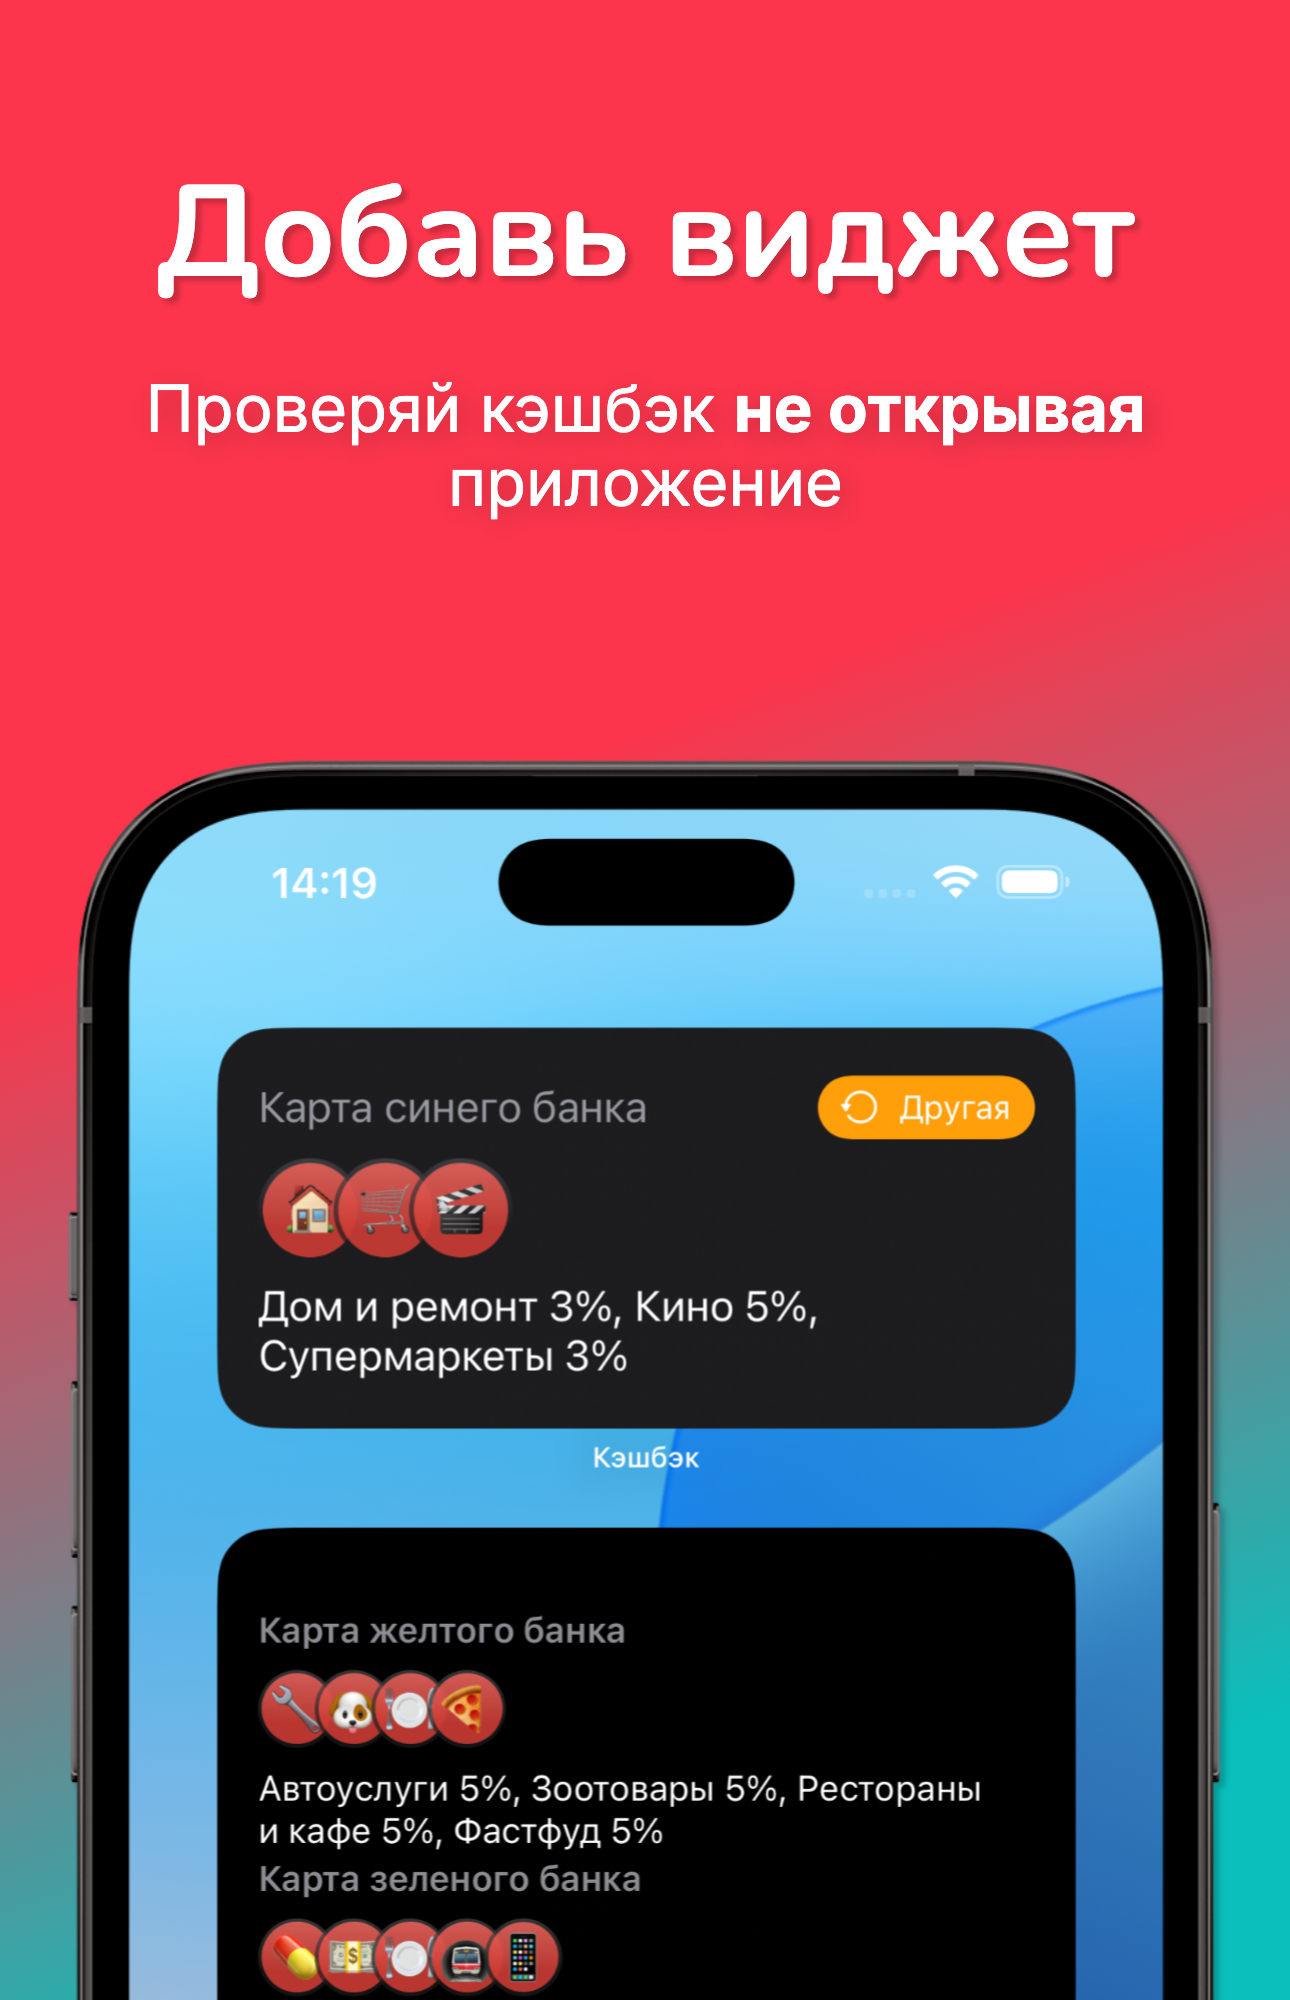 Добавь виджет
Проверяй кэшбэк не открывая
приложение
14:19
Карта синего банка
Другая
Дом и ремонт 3%, Кино 5%,
Супермаркеты 3%
Кэшбэк
Карта желтого банка
Автоуслуги 5%, Зоотовары 5%, Рестораны
и кафе 5%, Фастфуд 5%
Карта зеленого банка